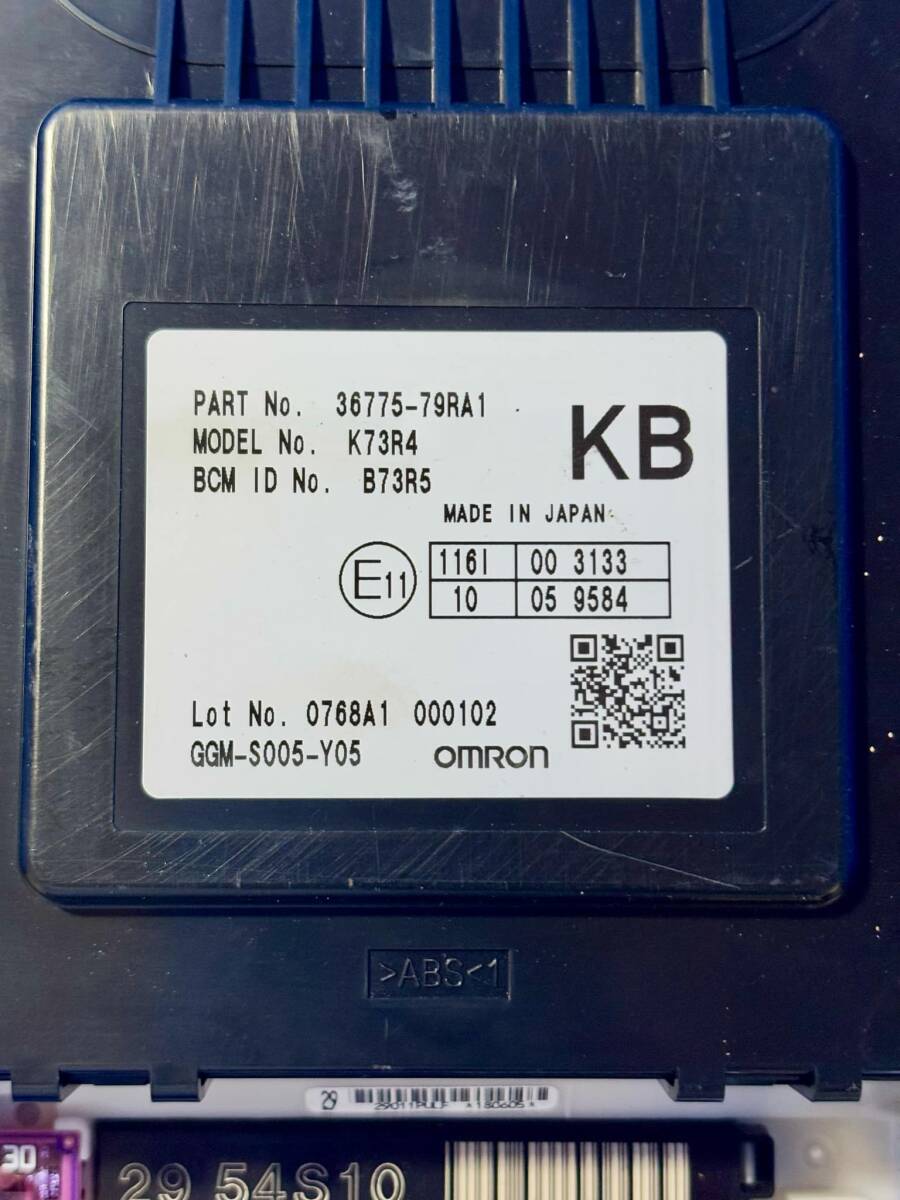 PART No. 36775-79RA1
MODEL No. K73R4
BCM ID No. B73R5
KB
MADE IN JAPAN
E11
116I 00 3133
10 05 9584
Lot No. 0768A1 000102
GGM-S005-Y05 OMRON
>ABS<1
29
*180605*
30
29 54S10